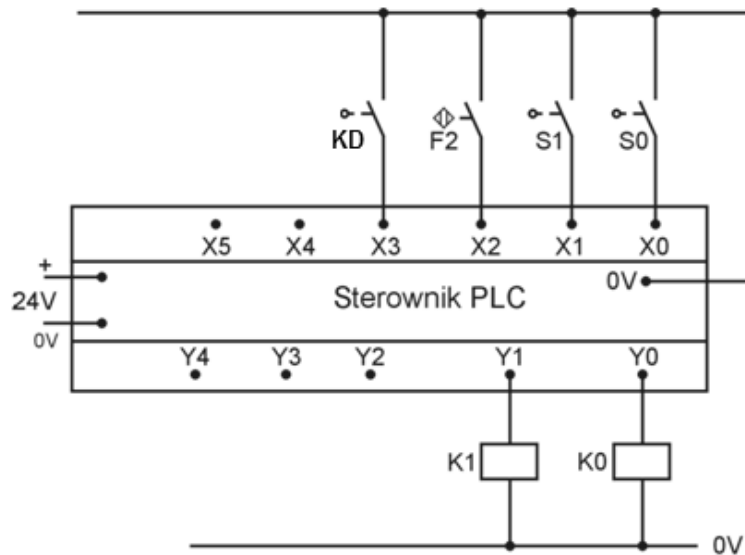 KD F2 S1 S0
X5 X4 X3 X2 X1 X0
+
24V
0V
Sterownik PLC
0V
Y4 Y3 Y2 Y1 Y0
K1 K0
0V